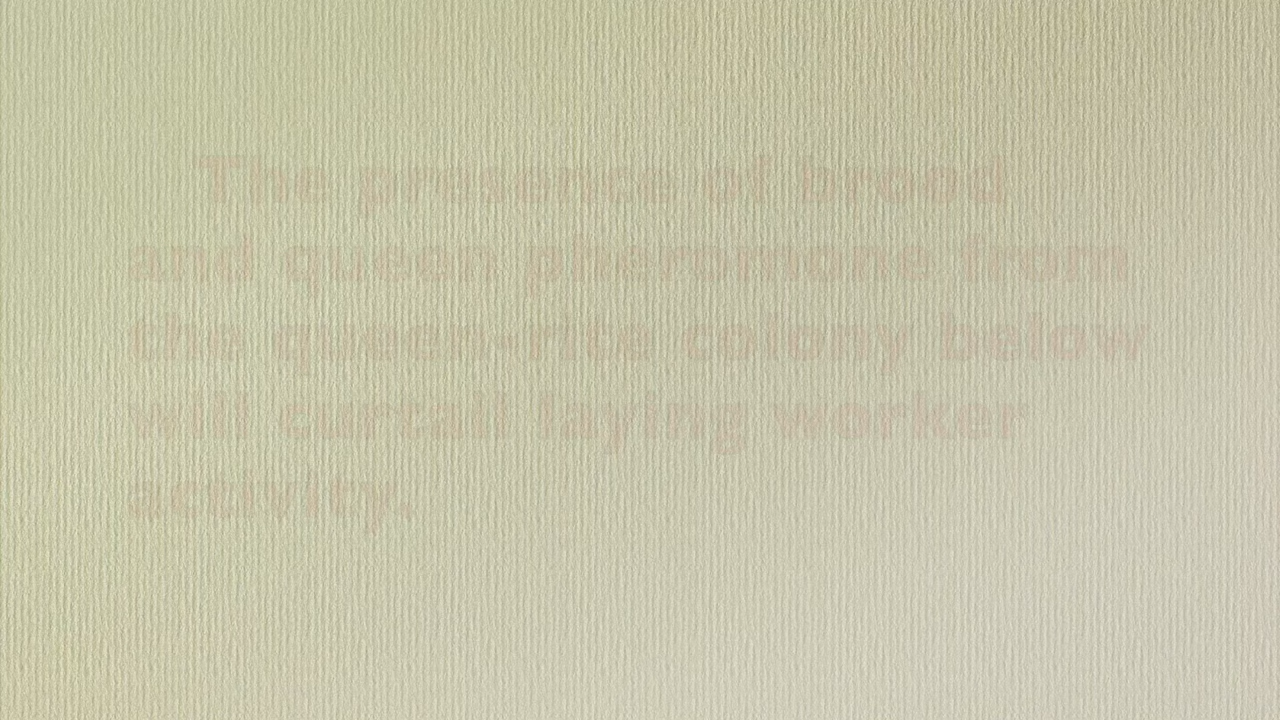 The presence of brood
and queen pheromone from
the queen-rite colony below
will curtail laying worker
activity.